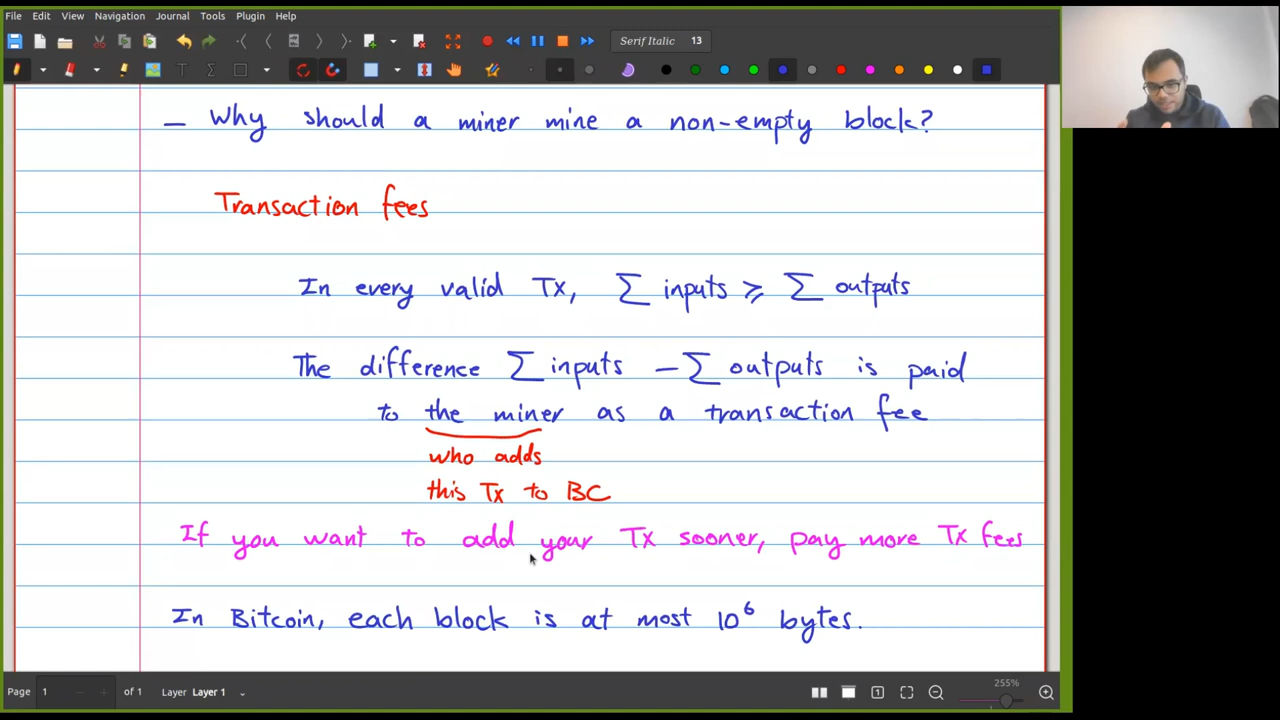 File Edit View Navigation Journal Tools Plugin Help
Serif Italic 13
– Why should a miner mine a non-empty block?
Transaction fees
In every valid Tx, ∑ inputs ⩾ ∑ outputs
The difference ∑ inputs – ∑ outputs is paid
to the miner as a transaction fee
who adds
this Tx to BC
If you want to add your Tx sooner, pay more Tx fees
In Bitcoin, each block is at most 10⁶ bytes.
Page 1 of 1 Layer Layer 1 255%